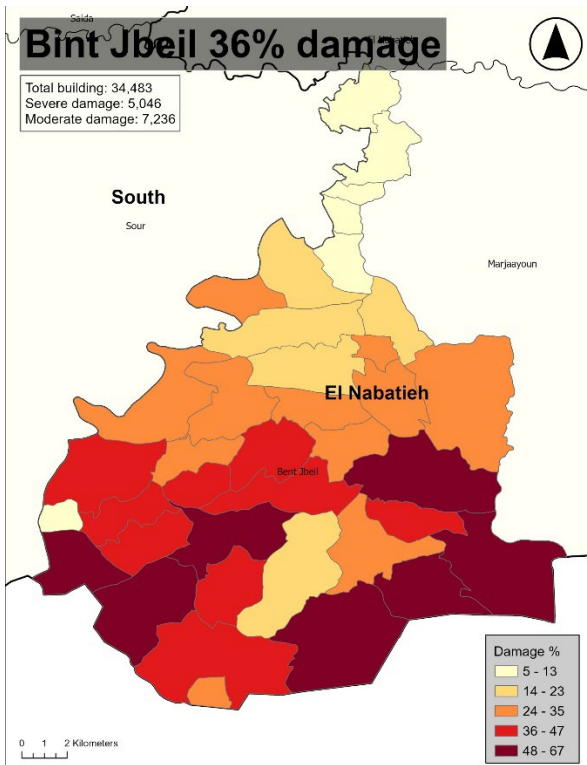 Saida
Bint Jbeil 36% damage
El Nabatieh
Total building: 34,483
Severe damage: 5,046
Moderate damage: 7,236
South
Sour
Marjaayoun
El Nabatieh
Bent Jbeil
Damage %
5 - 13
14 - 23
24 - 35
36 - 47
48 - 67
0 1 2 Kilometers